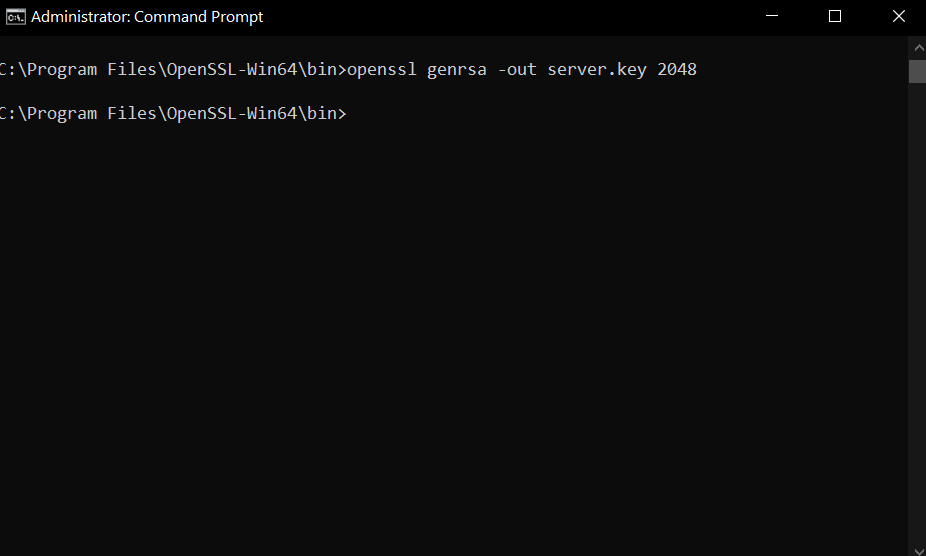 Administrator: Command Prompt
C:\Program Files\OpenSSL-Win64\bin>openssl genrsa -out server.key 2048
C:\Program Files\OpenSSL-Win64\bin>